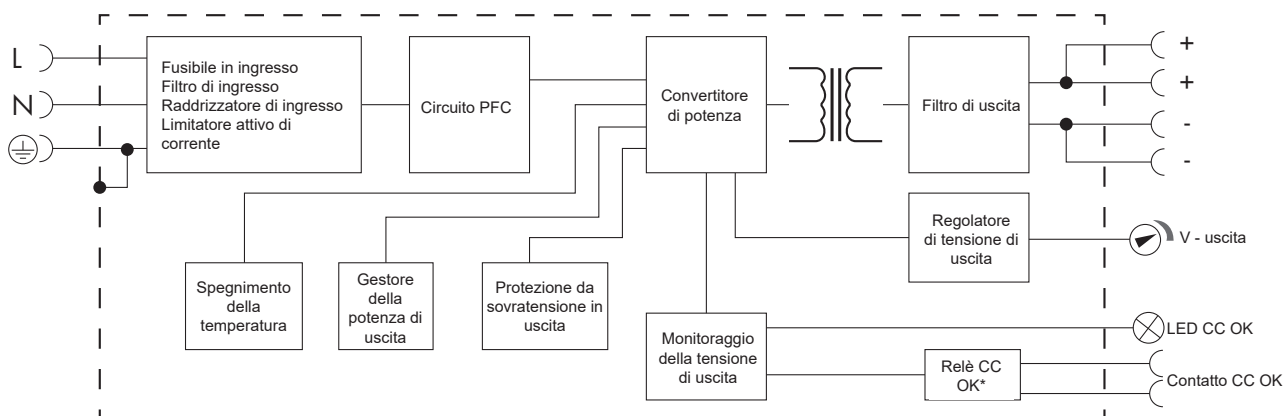 L
N
Fusibile in ingresso
Filtro di ingresso
Raddrizzatore di ingresso
Limitatore attivo di
corrente
Circuito PFC
Convertitore
di potenza
Filtro di uscita
+
+
-
-
Spegnimento
della
temperatura
Gestore
della
potenza di
uscita
Protezione da
sovratensione in
uscita
Regolatore
di tensione di
uscita
V - uscita
Monitoraggio
della tensione
di uscita
LED CC OK
Relè CC
OK*
Contatto CC OK